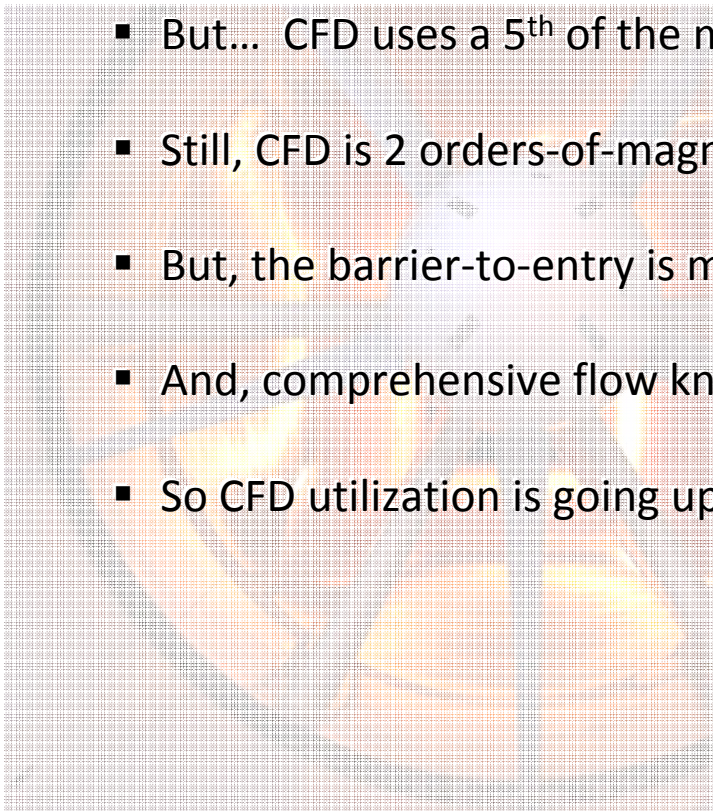 ▪ But... CFD uses a 5th of the
▪ Still, CFD is 2 orders-of-mag
▪ But, the barrier-to-entry is
▪ And, comprehensive flow kn
▪ So CFD utilization is going up